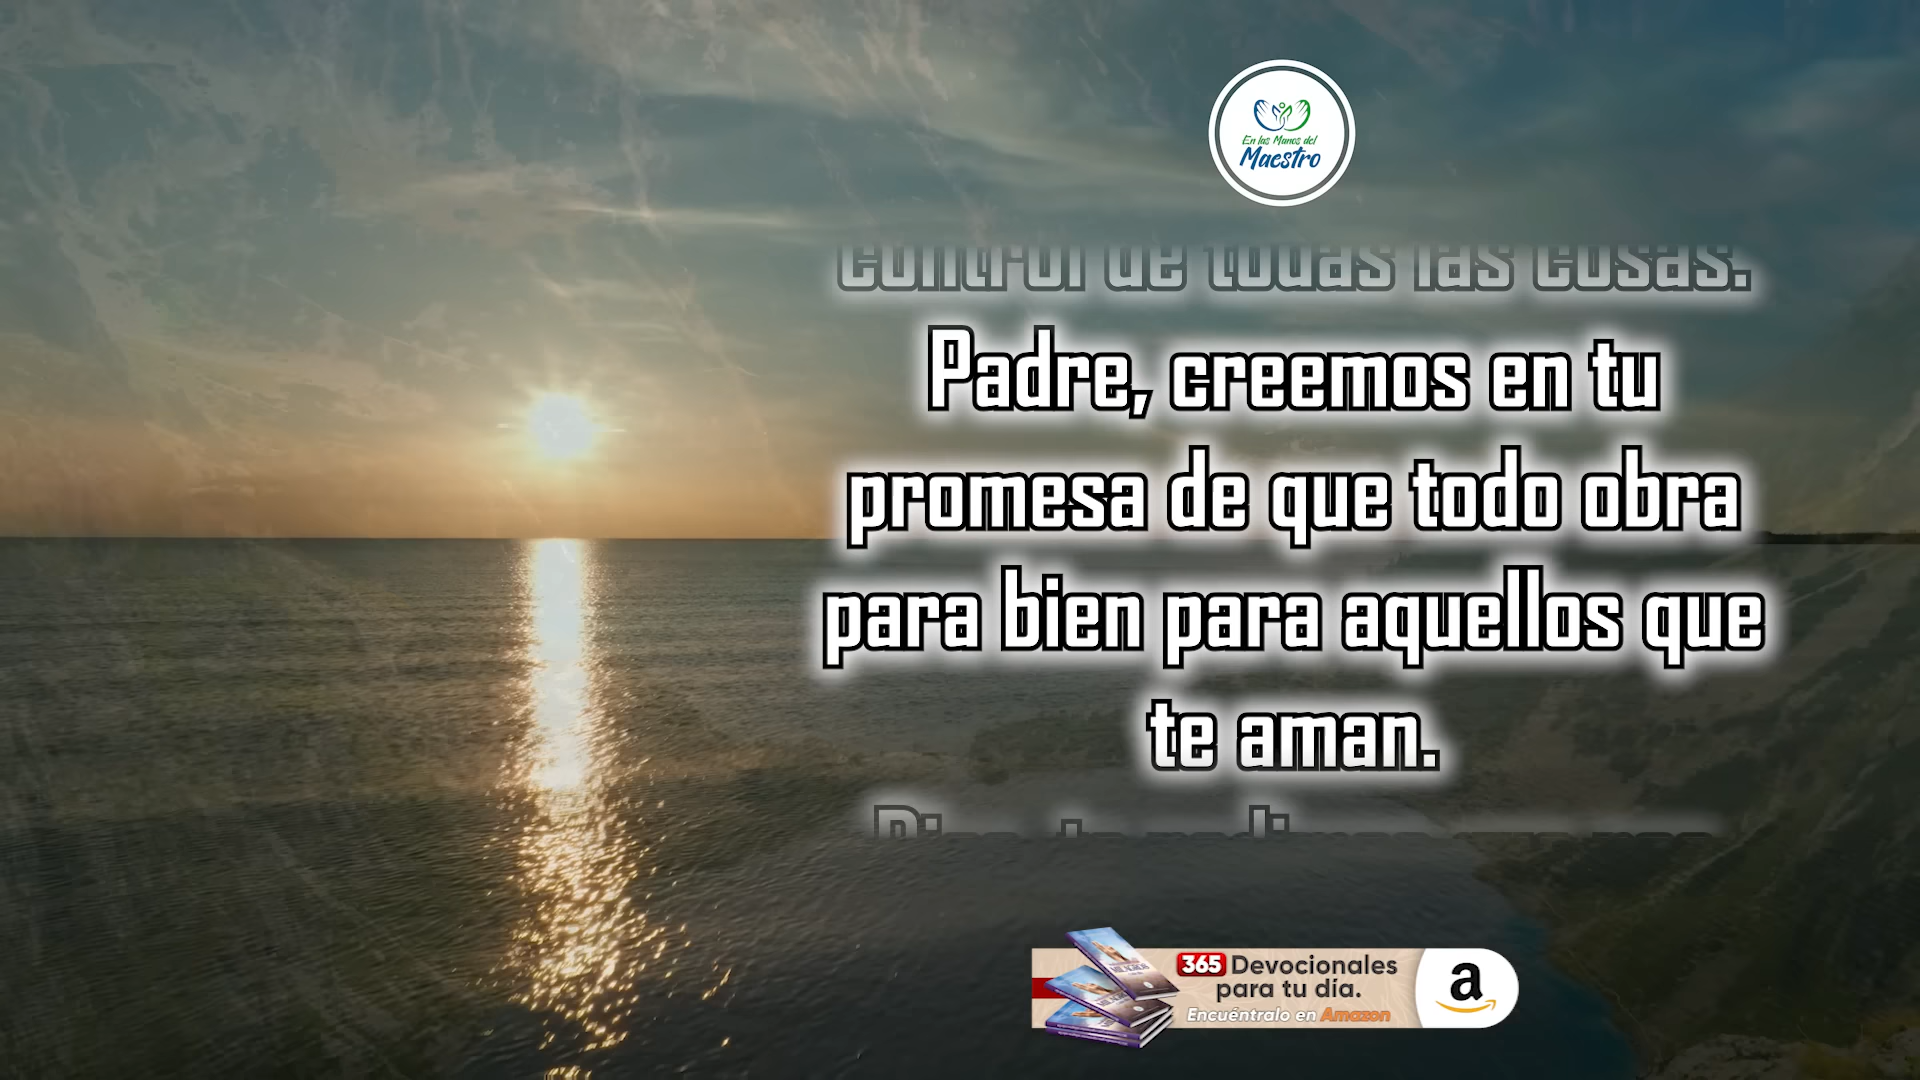 En las Manos del
Maestro
control de todas las cosas.
Padre, creemos en tu
promesa de que todo obra
para bien para aquellos que
te aman.
365 Devocionales
para tu día.
Encuéntralo en Amazon
a